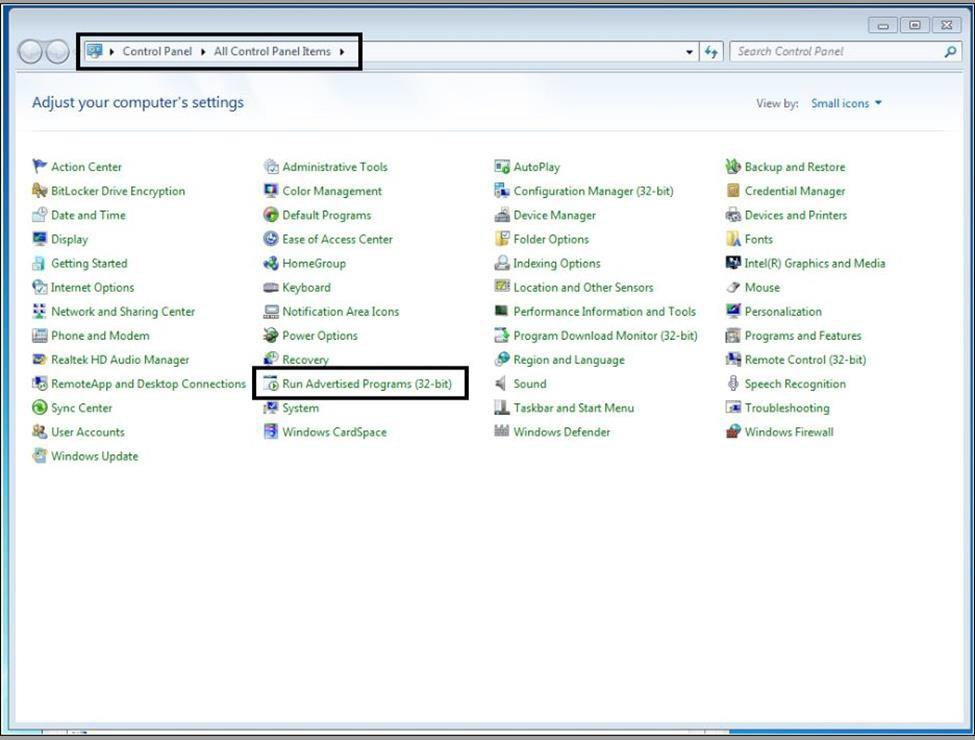 Control Panel All Control Panel Items Search Control Panel
Adjust your computer's settings View by: Small icons
Action Center Administrative Tools AutoPlay Backup and Restore
BitLocker Drive Encryption Color Management Configuration Manager (32-bit) Credential Manager
Date and Time Default Programs Device Manager Devices and Printers
Display Ease of Access Center Folder Options Fonts
Getting Started HomeGroup Indexing Options Intel(R) Graphics and Media
Internet Options Keyboard Location and Other Sensors Mouse
Network and Sharing Center Notification Area Icons Performance Information and Tools Personalization
Phone and Modem Power Options Program Download Monitor (32-bit) Programs and Features
Realtek HD Audio Manager Recovery Region and Language Remote Control (32-bit)
RemoteApp and Desktop Connections Run Advertised Programs (32-bit) Sound Speech Recognition
Sync Center System Taskbar and Start Menu Troubleshooting
User Accounts Windows CardSpace Windows Defender Windows Firewall
Windows Update